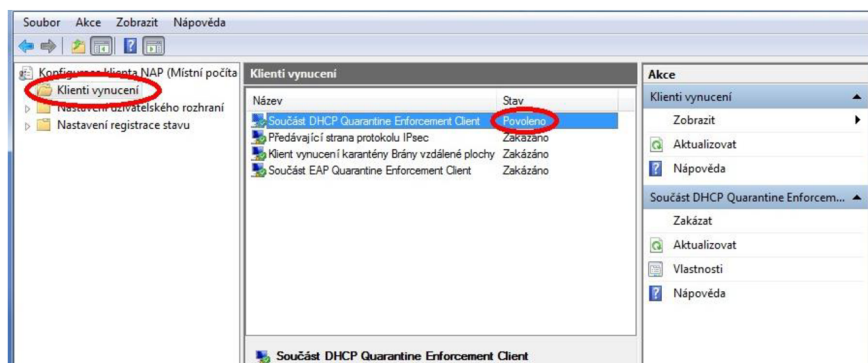 Soubor Akce Zobrazit Nápověda
Konfigurace klienta NAP (Místní počíta
Klienti vynucení
Nastavení uživatelského rozhraní
Nastavení registrace stavu
Klienti vynucení
Název Stav
Součást DHCP Quarantine Enforcement Client Povoleno
Předávající strana protokolu IPsec Zakázáno
Klient vynucení karantény Brány vzdálené plochy Zakázáno
Součást EAP Quarantine Enforcement Client Zakázáno
Součást DHCP Quarantine Enforcement Client
Akce
Klienti vynucení
Zobrazit
Aktualizovat
Nápověda
Součást DHCP Quarantine Enforcem...
Zakázat
Aktualizovat
Vlastnosti
Nápověda